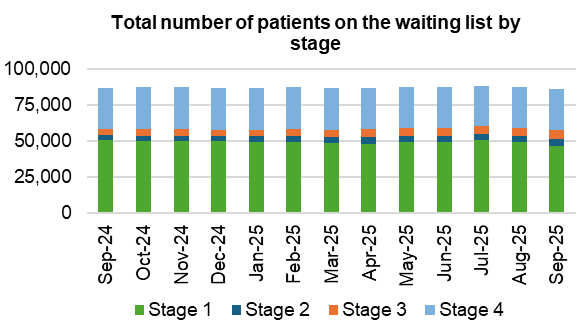 Total number of patients on the waiting list by
stage
100,000
75,000
50,000
25,000
0
Sep-24
Oct-24
Nov-24
Dec-24
Jan-25
Feb-25
Mar-25
Apr-25
May-25
Jun-25
Jul-25
Aug-25
Sep-25
Stage 1 Stage 2 Stage 3 Stage 4